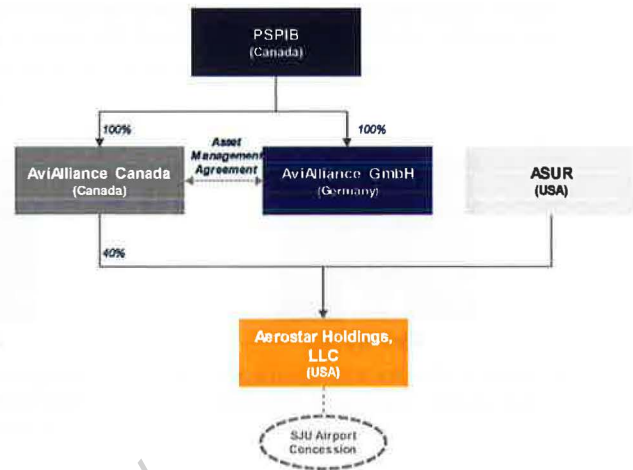 PSPIB
(Canada)
100%
100%
Asset
Management
Agreement
AviAlliance Canada
(Canada)
AviAlliance GmbH
(Germany)
ASUR
(USA)
40%
Aerostar Holdings,
LLC
(USA)
SJU Airport
Concession